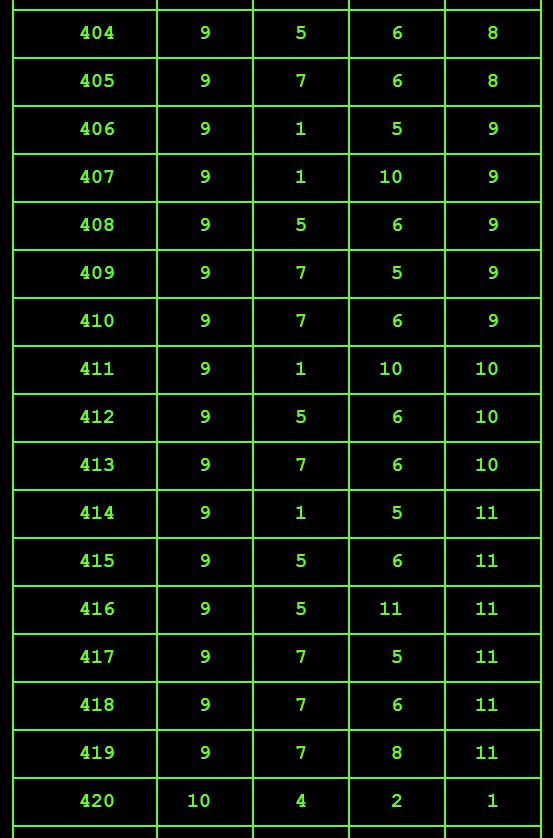 404 9 5 6 8
405 9 7 6 8
406 9 1 5 9
407 9 1 10 9
408 9 5 6 9
409 9 7 5 9
410 9 7 6 9
411 9 1 10 10
412 9 5 6 10
413 9 7 6 10
414 9 1 5 11
415 9 5 6 11
416 9 5 11 11
417 9 7 5 11
418 9 7 6 11
419 9 7 8 11
420 10 4 2 1